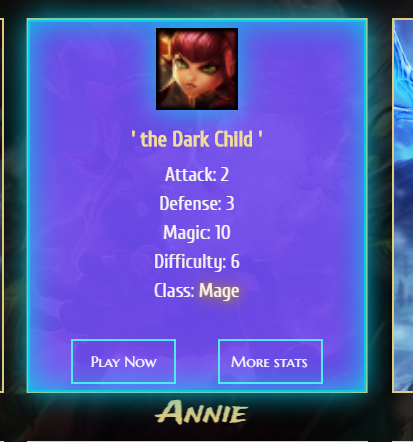 ' the Dark Child '
Attack: 2
Defense: 3
Magic: 10
Difficulty: 6
Class: Mage
Play Now
More stats
Annie